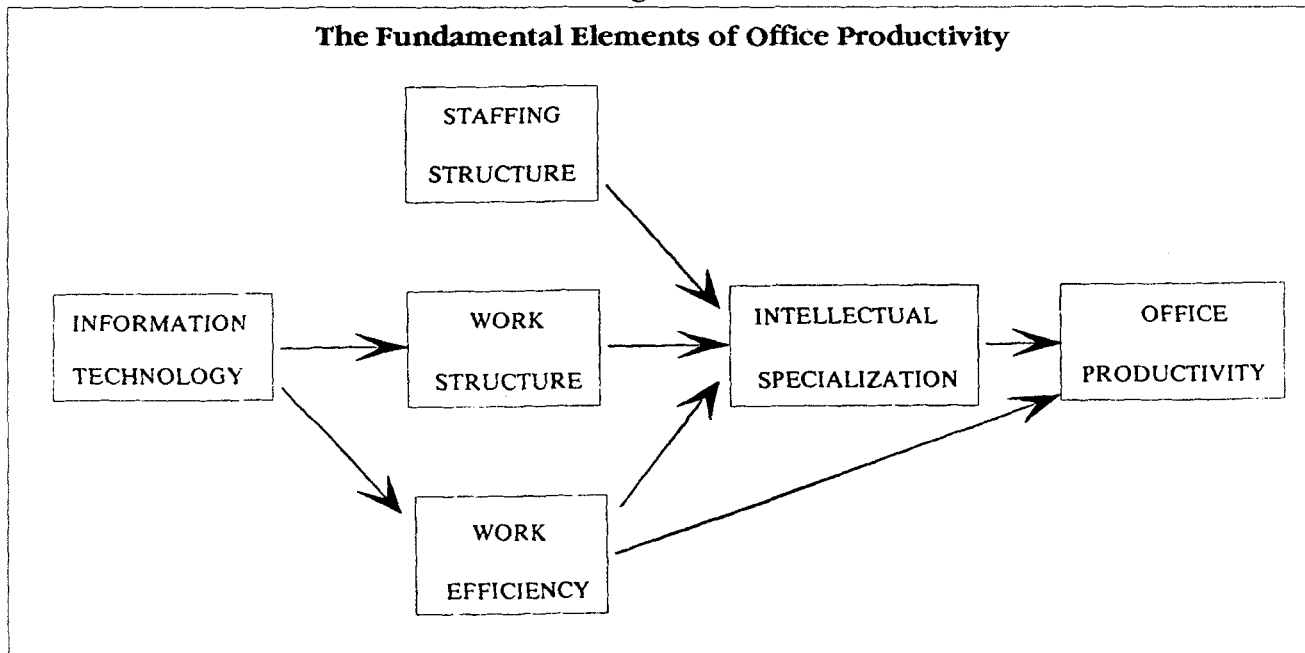 The Fundamental Elements of Office Productivity
STAFFING
STRUCTURE
INFORMATION
TECHNOLOGY
WORK
STRUCTURE
INTELLECTUAL
SPECIALIZATION
OFFICE
PRODUCTIVITY
WORK
EFFICIENCY